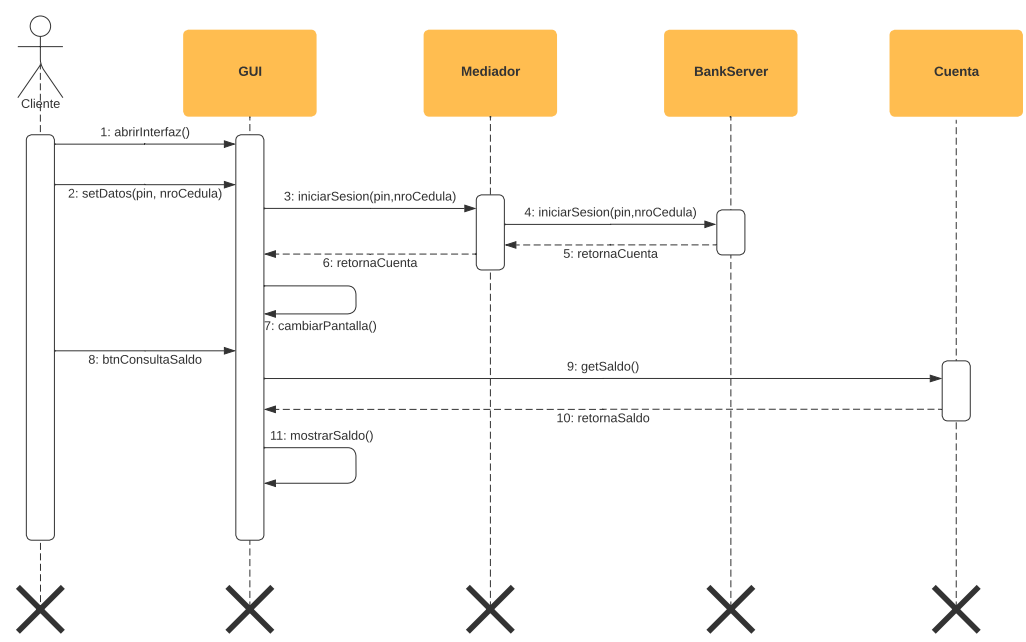 Cliente
GUI
Mediador
BankServer
Cuenta
1: abrirInterfaz()
2: setDatos(pin, nroCedula)
3: iniciarSesion(pin,nroCedula)
4: iniciarSesion(pin,nroCedula)
5: retornaCuenta
6: retornaCuenta
7: cambiarPantalla()
8: btnConsultaSaldo
9: getSaldo()
10: retornaSaldo
11: mostrarSaldo()